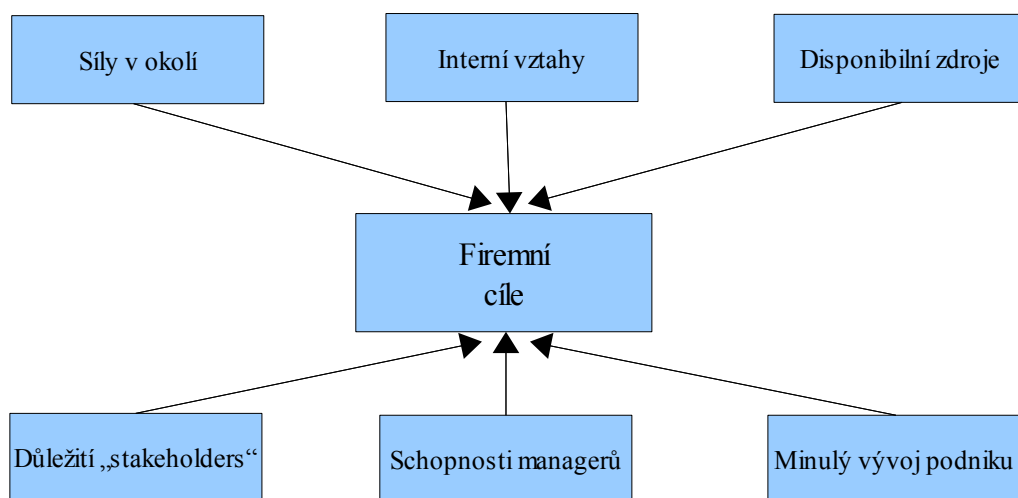 Síly v okolí
Interní vztahy
Disponibilní zdroje
Firemní
cíle
Důležití „stakeholders“
Schopnosti managerů
Minulý vývoj podniku